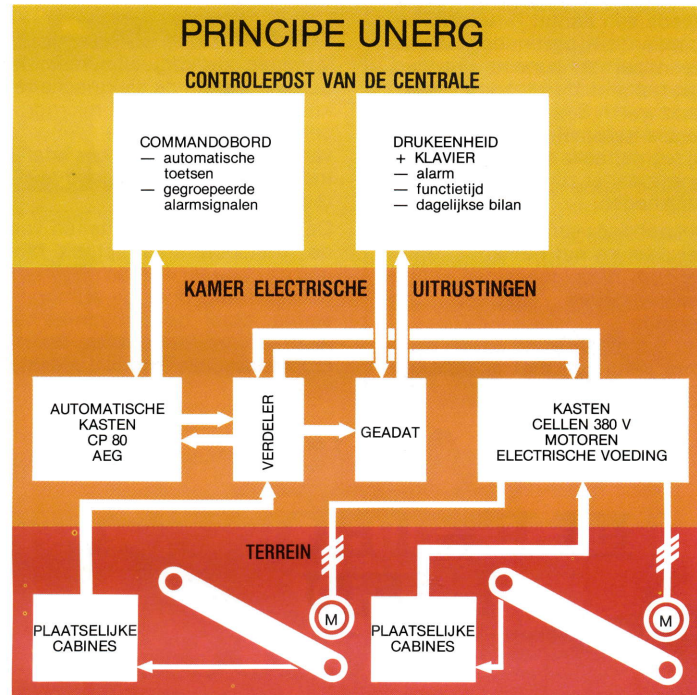 PRINCIPE UNERG
CONTROLEPOST VAN DE CENTRALE
COMMANDOBORD
— automatische
toetsen
— gegroepeerde
alarmsignalen
DRUKEENHEID
+ KLAVIER
— alarm
— functietijd
— dagelijkse bilan
KAMER ELECTRISCHE UITRUSTINGEN
AUTOMATISCHE
KASTEN
CP 80
AEG
VERDELER
GEADAT
KASTEN
CELLEN 380 V
MOTOREN
ELECTRISCHE VOEDING
TERREIN
PLAATSELIJKE
CABINES
M
PLAATSELIJKE
CABINES
M